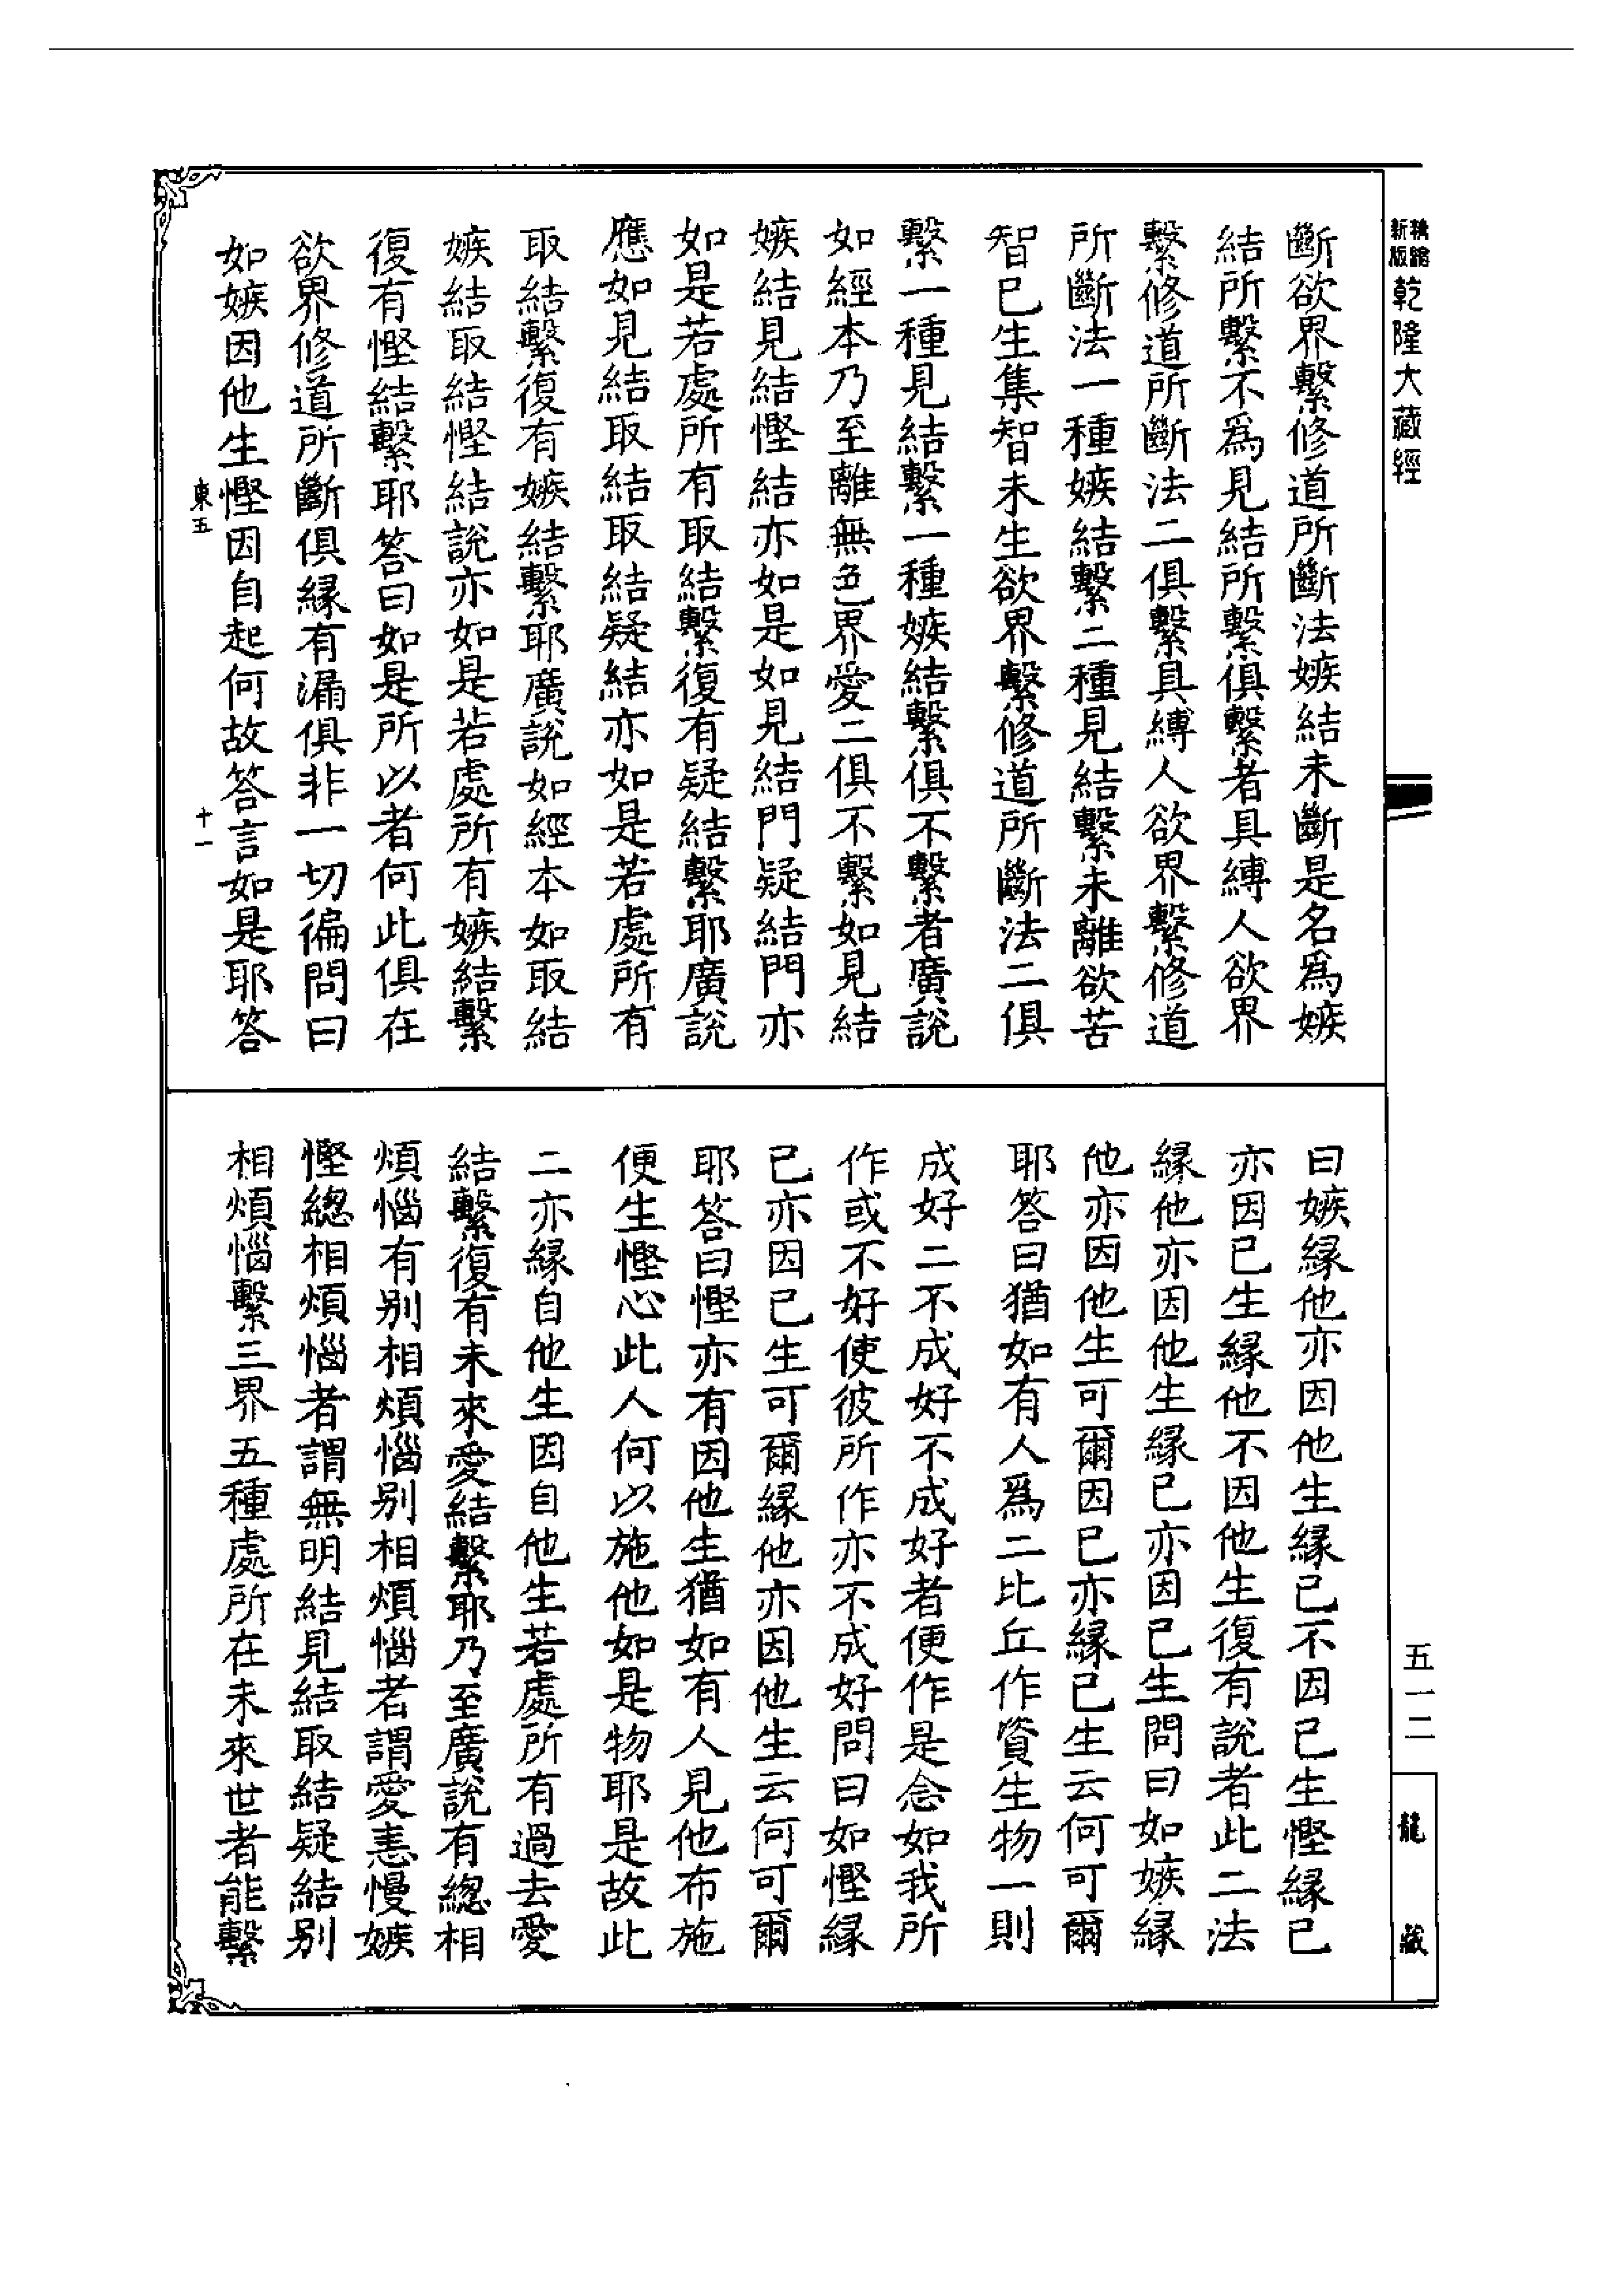 新版
乾隆大藏經
斷欲界繫修道所斷法嫉結未斷是名爲嫉
結所繫不爲見結所繫俱繫者具縛人欲界
繫修道所斷法二俱繫具縛人欲界繫修道
所斷法一種嫉結繫二種見結繫未離欲苦
智已生集智未生欲界繫修道所斷法二俱
繫一種見結繫一種嫉結繫俱不繫者廣說
如經本乃至離無色界愛二俱不繫如見結
嫉結見結慳結亦如是如見結門疑結門亦
如是若處所有取結繫復有疑結繫耶廣說
應如見結取結取結疑結亦如是若處所有
取結繫復有嫉結繫耶廣說如經本如取結
嫉結取結慳結說亦如是若處所有嫉結繫
復有慳結繫耶答曰如是所以者何此俱在
欲界修道所斷俱緣有漏俱非一切徧問曰
如嫉因他生慳因自起何故答言如是耶答
東五
十一
曰嫉緣他亦因他生緣己不因己生慳緣己
亦因己生緣他不因他生復有說者此二法
緣他亦因他生緣己亦因己生問曰如嫉緣
他亦因他生可爾因己亦緣己生云何可爾
耶答曰猶如有人爲二比丘作資生物一則
成好二不成好不成好者便作是念如我所
作或不好使彼所作亦不成好問曰如慳緣
己亦因己生可爾緣他亦因他生云何可爾
耶答曰慳亦有因他生猶如有人見他布施
便生慳心此人何以施他如是物耶是故此
二亦緣自他生因自他生若處所有過去愛
結繫復有未來愛結繫耶乃至廣說有總相
煩惱有別相煩惱別相煩惱者謂愛恚慢嫉
慳總相煩惱者謂無明結見結取結疑結別
相煩惱繫三界五種處所在未來世者能繫
五一二
龍藏